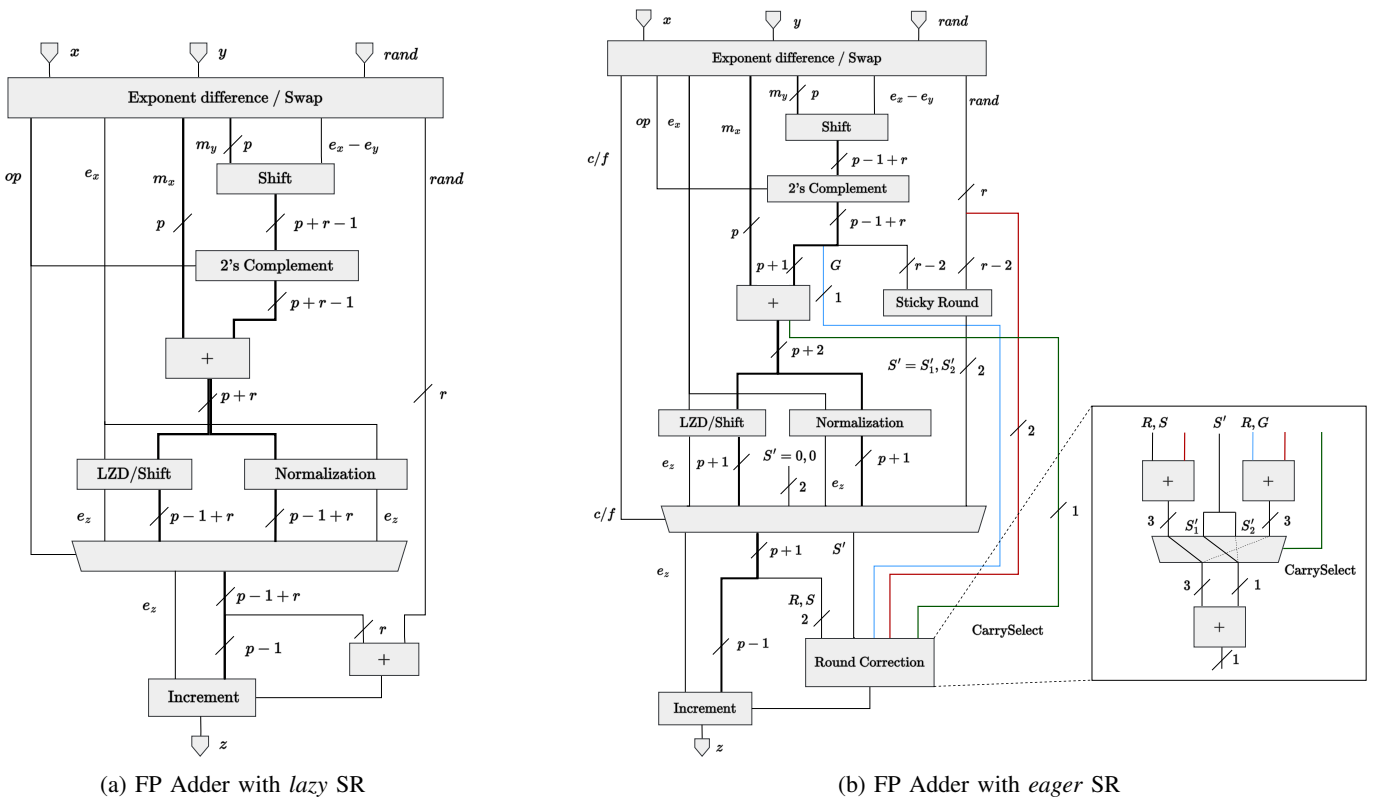 x
y
rand
Exponent difference / Swap
op
e_x
m_x
m_y
p
e_x − e_y
rand
Shift
p
p + r − 1
2's Complement
p + r − 1
+
p + r
r
LZD/Shift
Normalization
e_z
p − 1 + r
p − 1 + r
e_z
p − 1 + r
e_z
r
p − 1
+
Increment
z
(a) FP Adder with lazy SR
x
y
rand
Exponent difference / Swap
c/f
op
e_x
m_x
m_y
p
e_x − e_y
rand
Shift
p − 1 + r
2's Complement
r
p − 1 + r
p
p + 1
G
r − 2
r − 2
1
Sticky Round
+
p + 2
S′ = S′_1, S′_2
2
LZD/Shift
Normalization
2
e_z
p + 1
S′ = 0, 0
2
e_z
p + 1
c/f
1
p + 1
S′
e_z
R, S
2
CarrySelect
p − 1
Round Correction
Increment
z
R, S
S′
R, G
+
+
3
S′_1
S′_2
3
CarrySelect
3
1
+
1
(b) FP Adder with eager SR